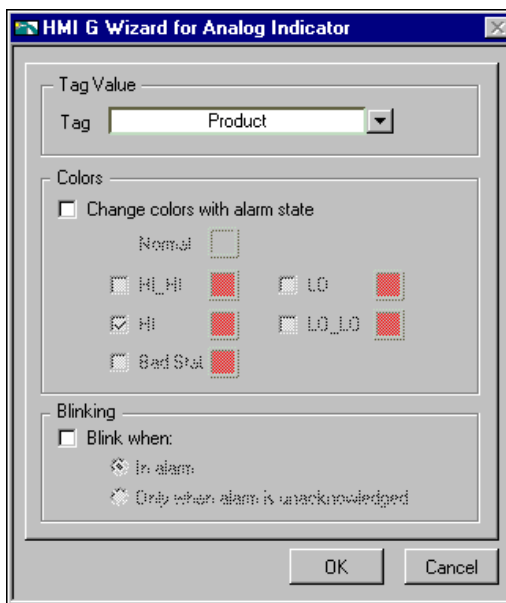 HMI G Wizard for Analog Indicator
Tag Value
Tag Product
Colors
Change colors with alarm state
Normal
HI_HI LO
HI LO_LO
Bad Stat
Blinking
Blink when:
In alarm
Only when alarm is unacknowledged
OK Cancel